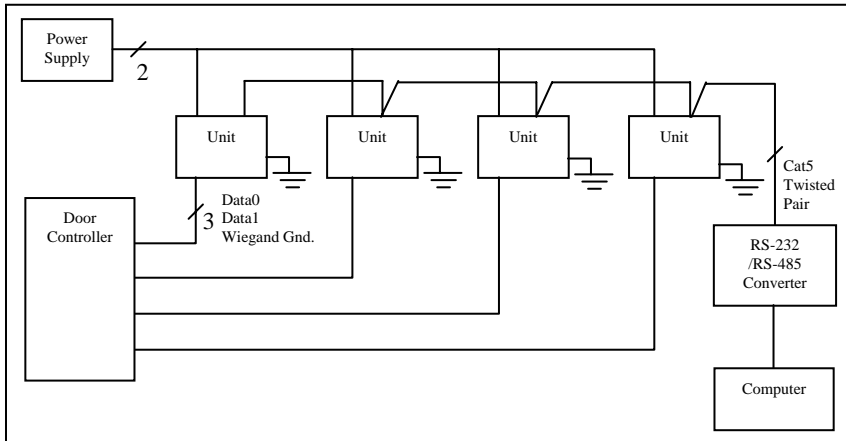 Power
Supply
2
Unit
Unit
Unit
Unit
Cat5
Twisted
Pair
Data0
3 Data1
Wiegand Gnd.
Door
Controller
RS-232
/RS-485
Converter
Computer